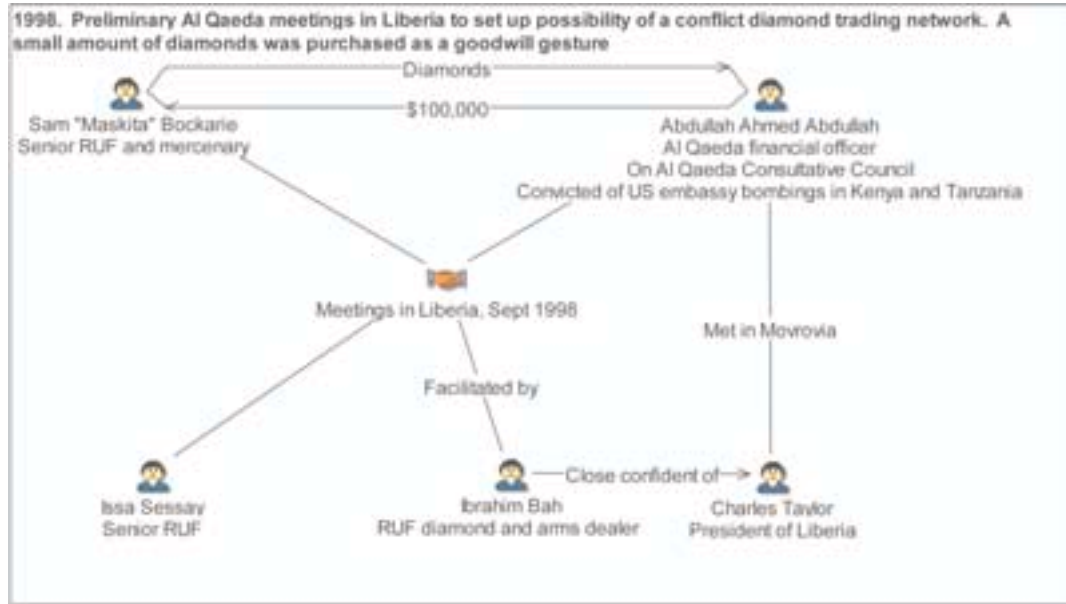 1998. Preliminary Al Qaeda meetings in Liberia to set up possibility of a conflict diamond trading network. A
small amount of diamonds was purchased as a goodwill gesture
Diamonds
$100,000
Sam "Maskita" Bockarie
Senior RUF and mercenary
Abdullah Ahmed Abdullah
Al Qaeda financial officer
On Al Qaeda Consultative Council
Convicted of US embassy bombings in Kenya and Tanzania
Meetings in Liberia, Sept 1998
Met in Movrovia
Facilitated by
Close confident of
Issa Sessay
Senior RUF
Ibrahim Bah
RUF diamond and arms dealer
Charles Taylor
President of Liberia